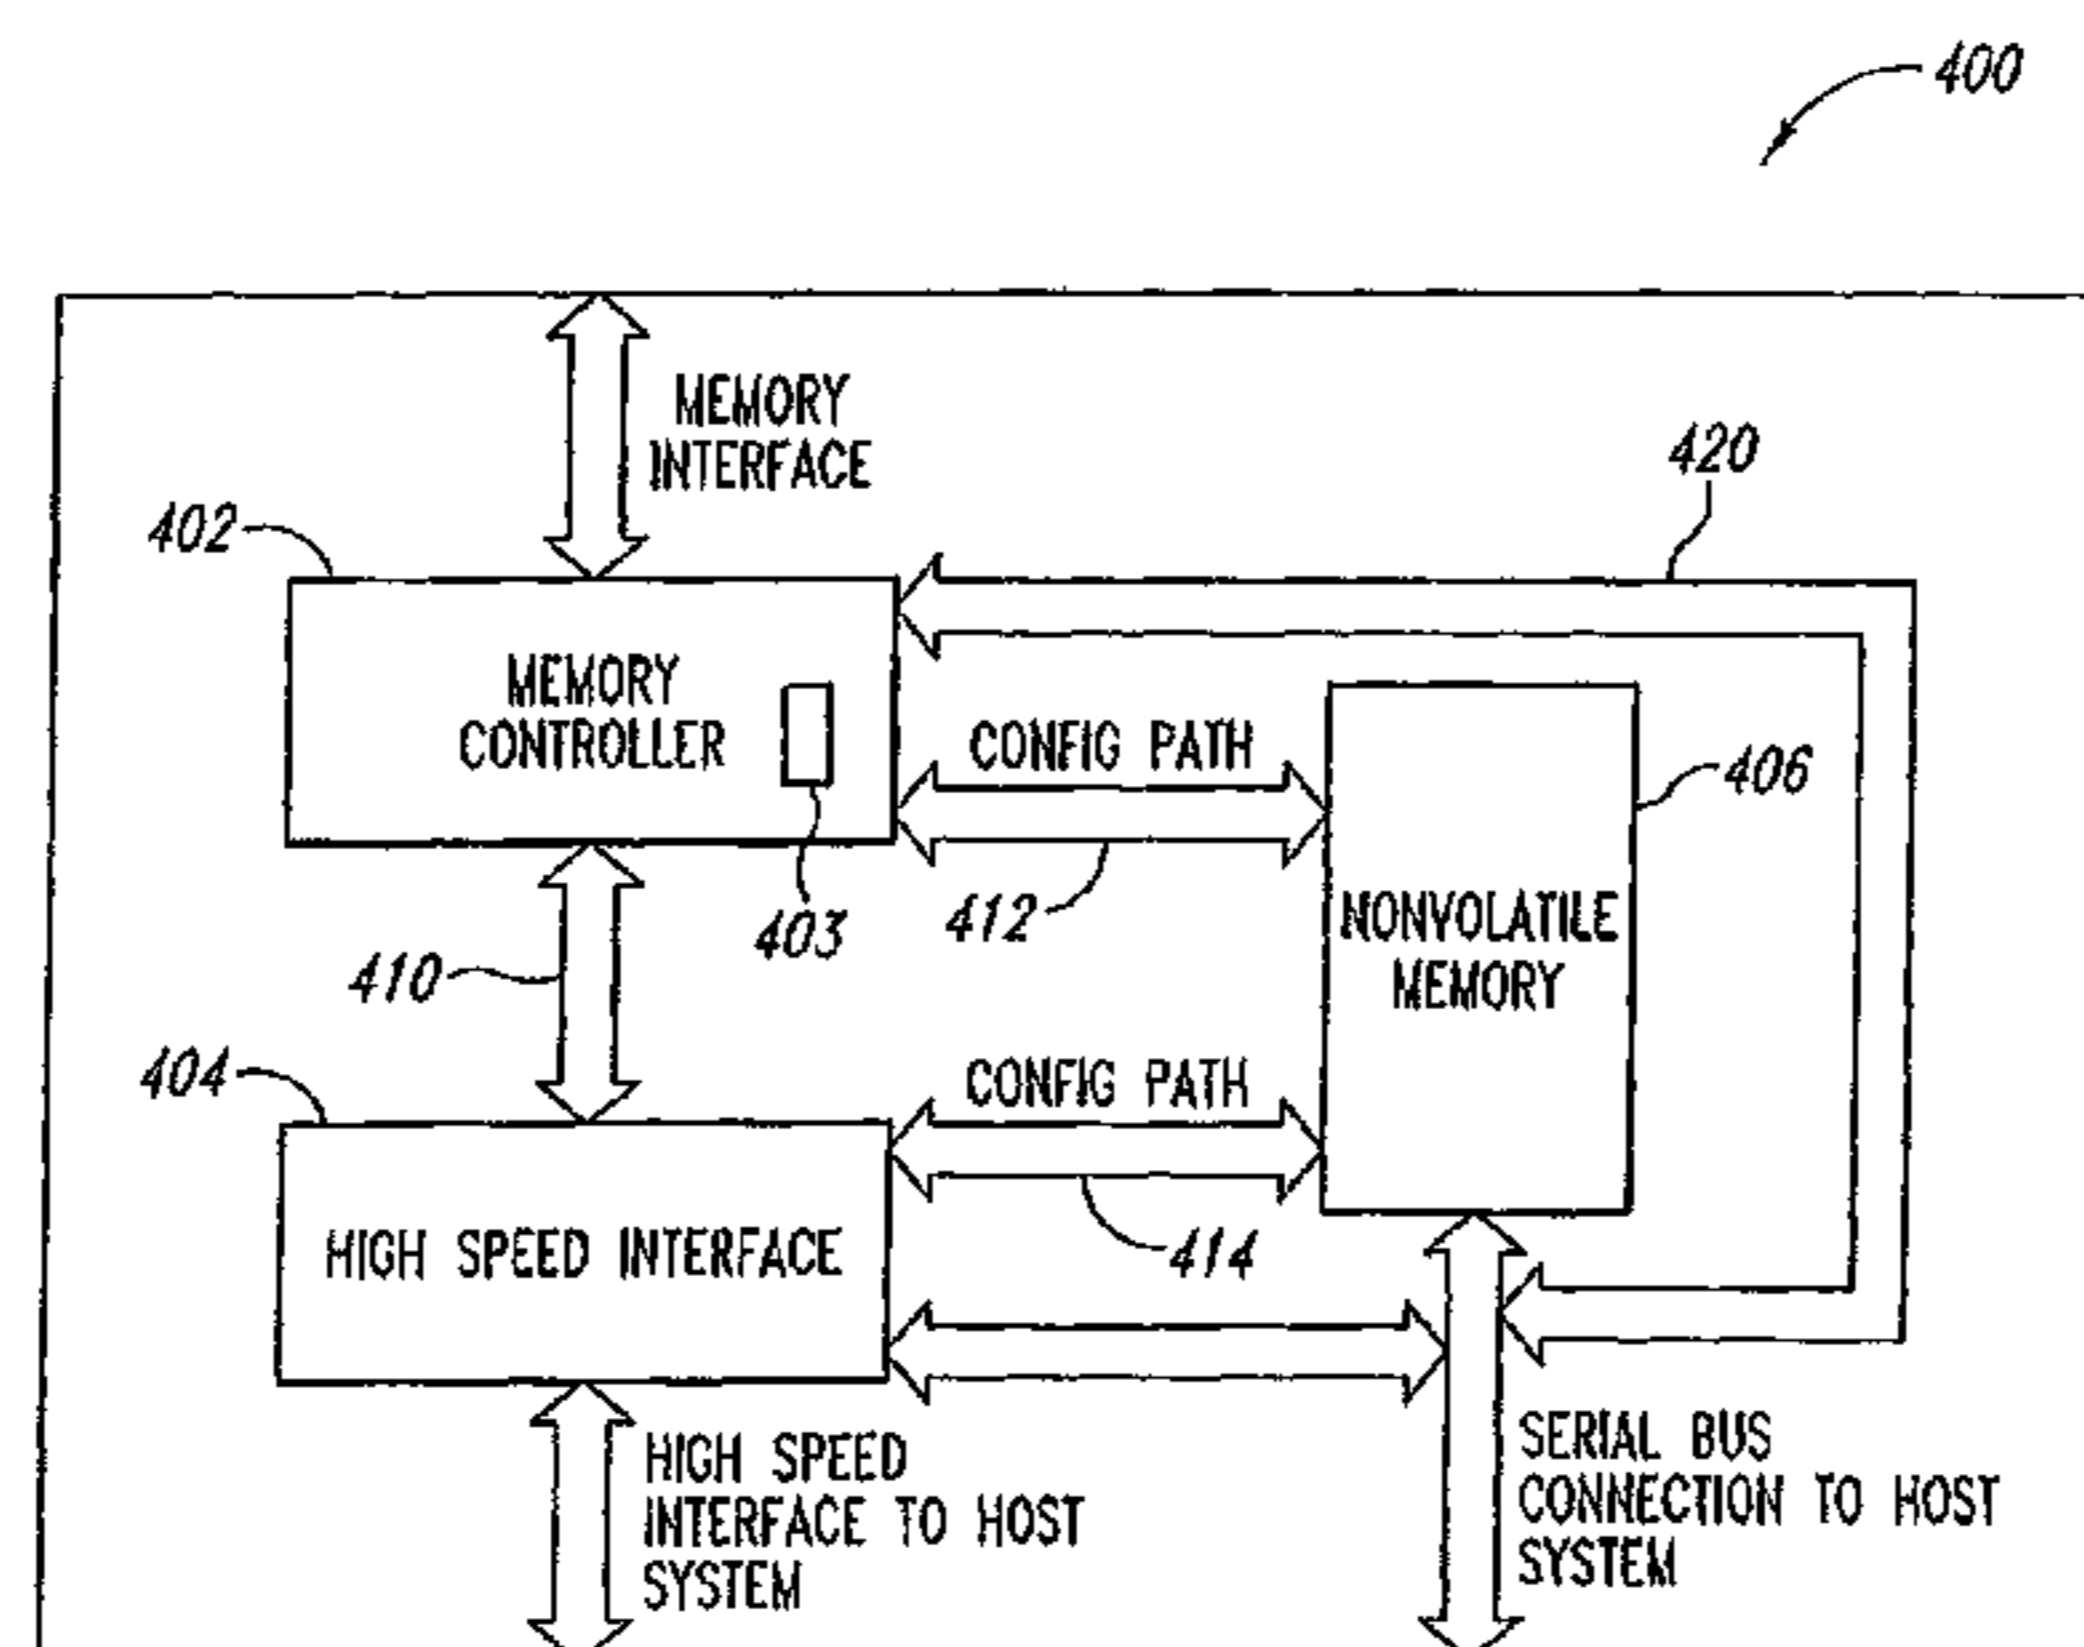 400
MEMORY
INTERFACE
420
402
MEMORY
CONTROLLER
CONFIG PATH
406
403
412
NONVOLATILE
MEMORY
410
404
CONFIG PATH
HIGH SPEED INTERFACE
414
HIGH SPEED
INTERFACE TO HOST
SYSTEM
SERIAL BUS
CONNECTION TO HOST
SYSTEM